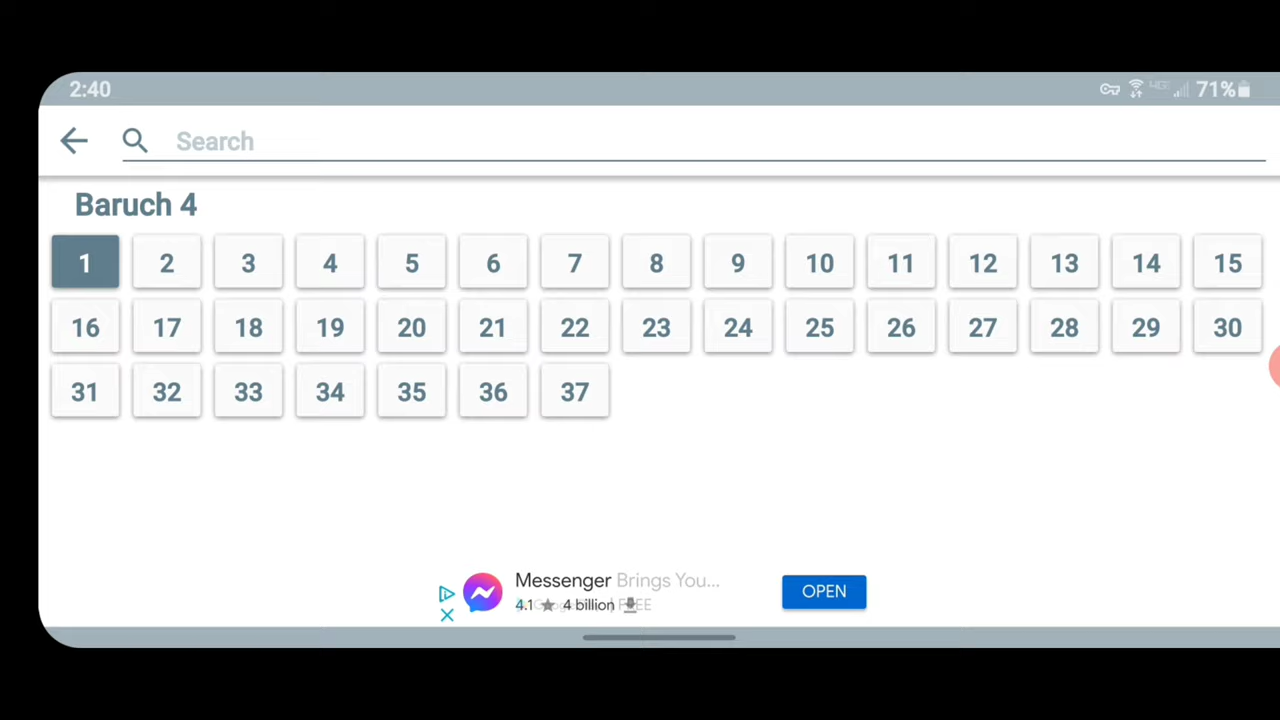 2:40
71%
Search
Baruch 4
1 2 3 4 5 6 7 8 9 10 11 12 13 14 15
16 17 18 19 20 21 22 23 24 25 26 27 28 29 30
31 32 33 34 35 36 37
Messenger Brings You...
4.1 ★ 4 billion
OPEN